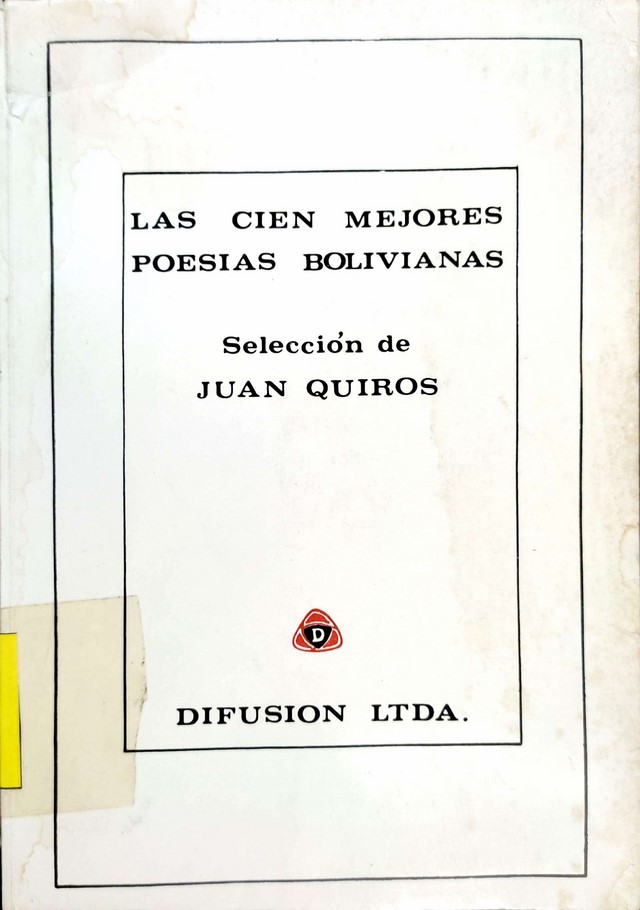 LAS CIEN MEJORES
POESIAS BOLIVIANAS
Selección de
JUAN QUIROS
D
DIFUSION LTDA.